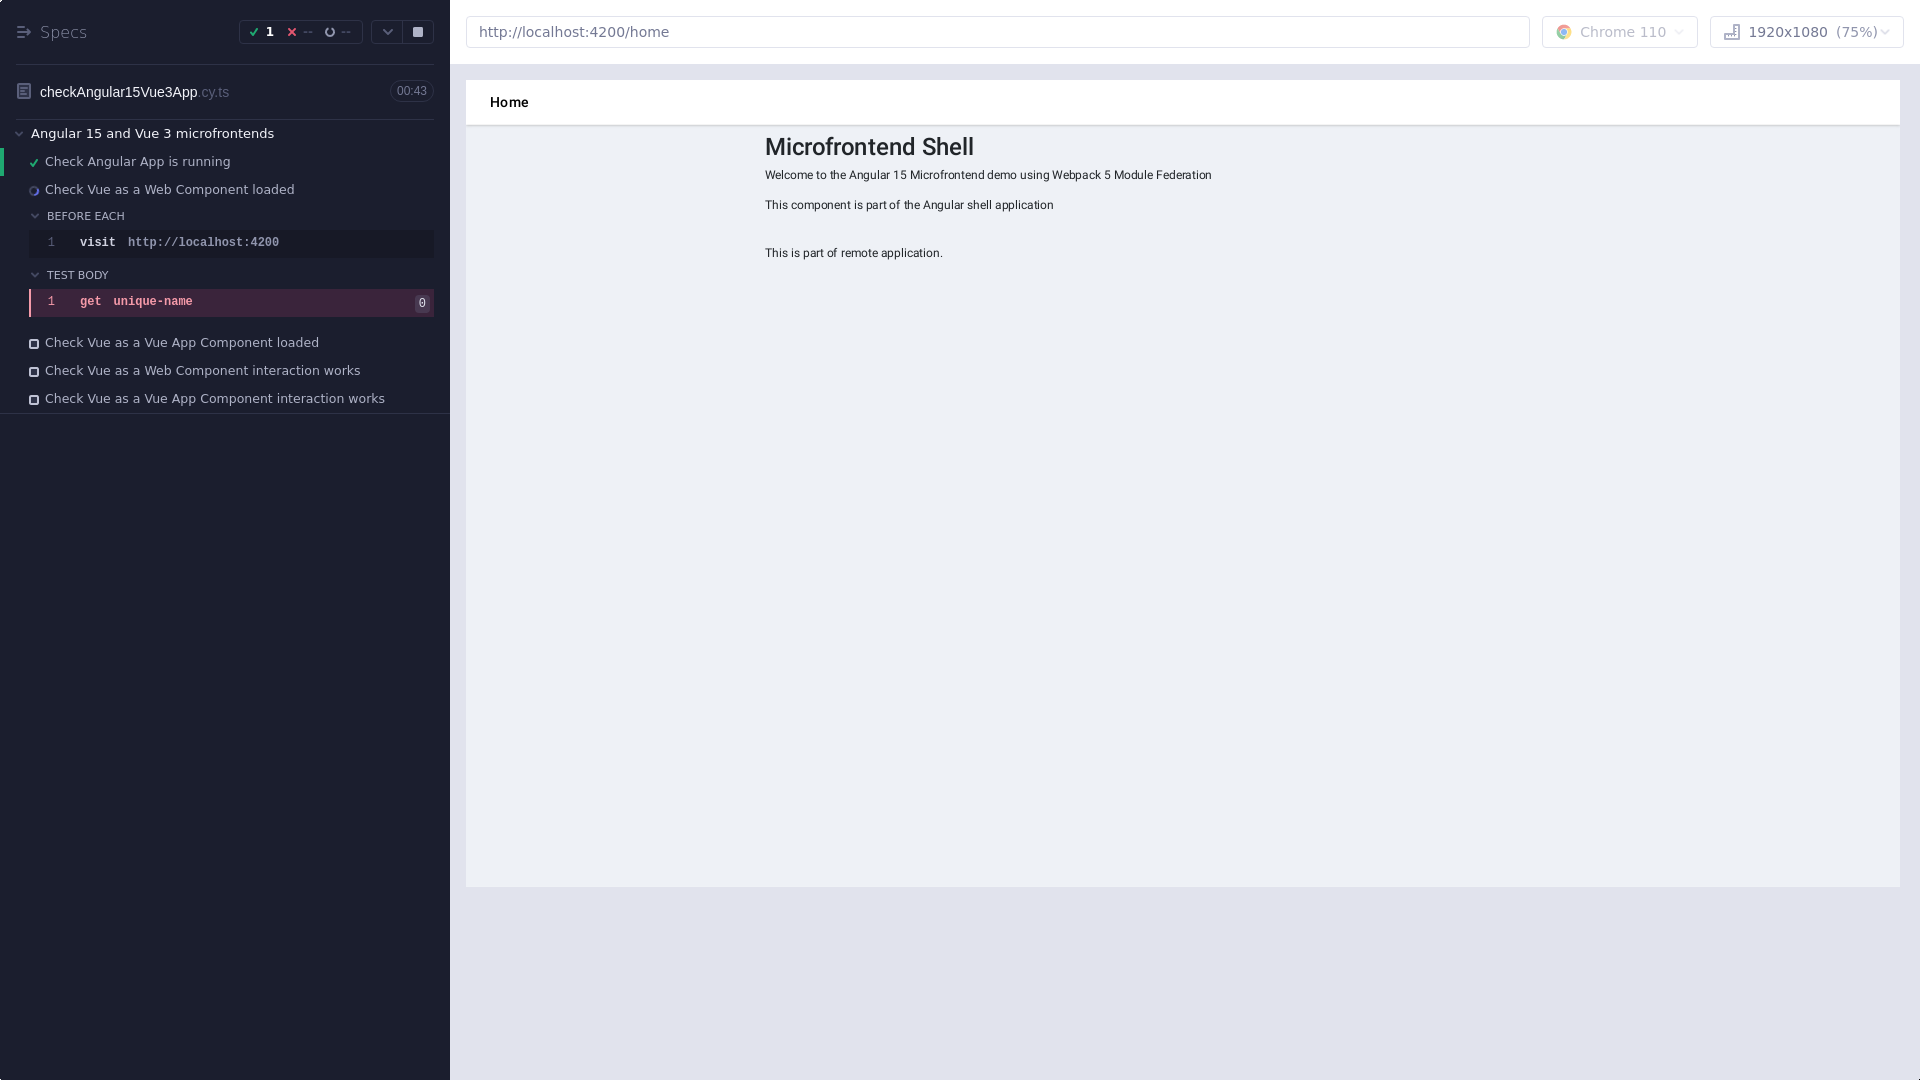 Specs
1 -- --
checkAngular15Vue3App.cy.ts 00:43
Angular 15 and Vue 3 microfrontends
Check Angular App is running
Check Vue as a Web Component loaded
BEFORE EACH
1 visit http://localhost:4200
TEST BODY
1 get unique-name 0
Check Vue as a Vue App Component loaded
Check Vue as a Web Component interaction works
Check Vue as a Vue App Component interaction works
http://localhost:4200/home
Chrome 110
1920x1080 (75%)
Home
Microfrontend Shell
Welcome to the Angular 15 Microfrontend demo using Webpack 5 Module Federation
This component is part of the Angular shell application
This is part of remote application.